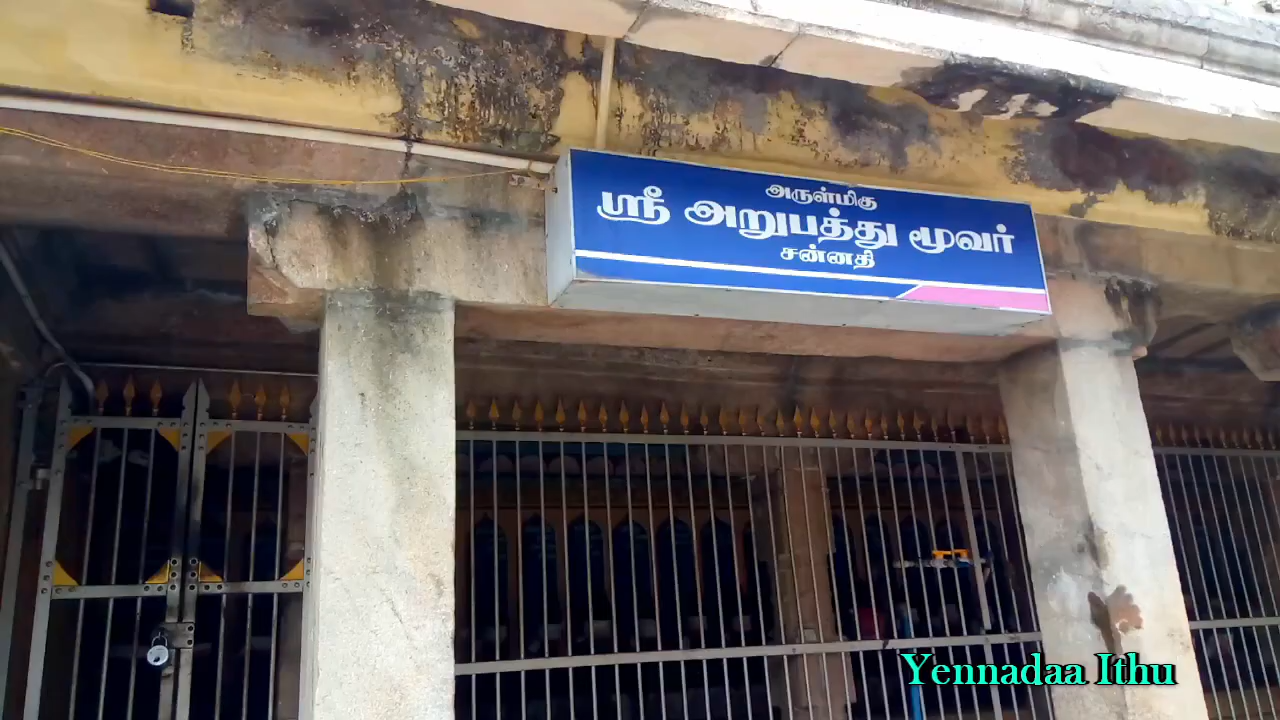 அருள்மிகு
ஸ்ரீ அறுபத்து மூவர்
சன்னதி
Yennadaa Ithu